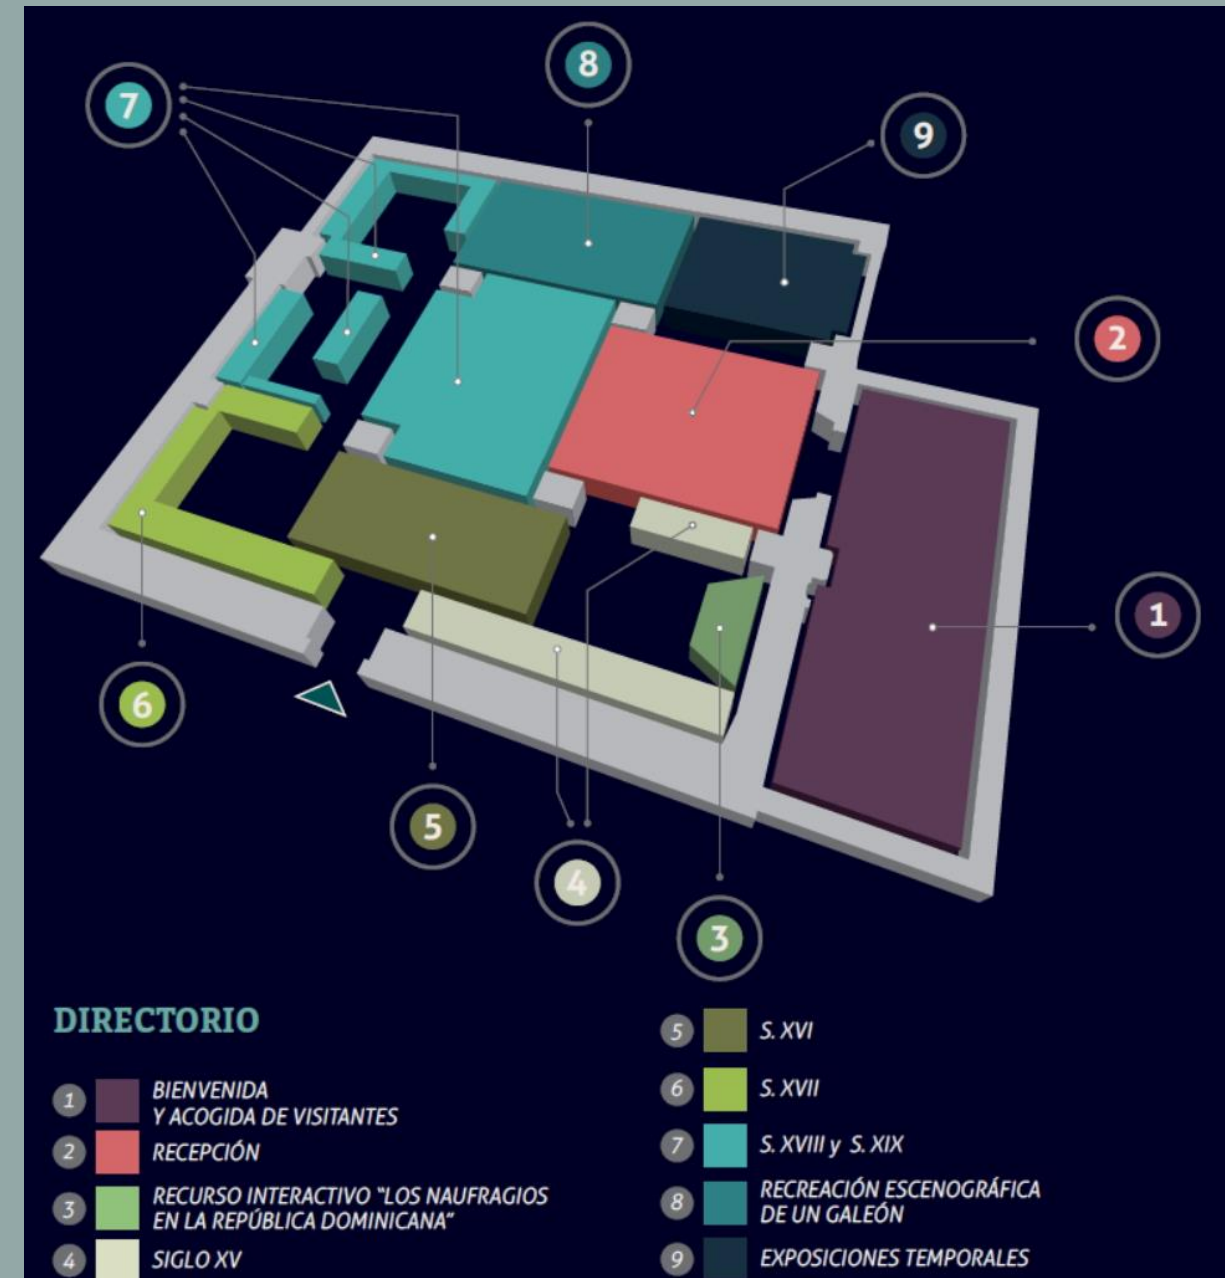 8
7
9
2
1
6
5
4
3
DIRECTORIO
1 BIENVENIDA
Y ACOGIDA DE VISITANTES
2 RECEPCIÓN
3 RECURSO INTERACTIVO "LOS NAUFRAGIOS
EN LA REPÚBLICA DOMINICANA"
4 SIGLO XV
5 S. XVI
6 S. XVII
7 S. XVIII y S. XIX
8 RECREACIÓN ESCENOGRÁFICA
DE UN GALEÓN
9 EXPOSICIONES TEMPORALES